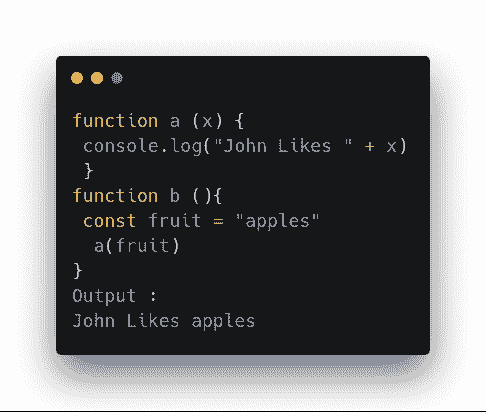 function a (x) {
 console.log("John Likes " + x)
 }
function b (){
 const fruit = "apples"
  a(fruit)
}
Output :
John Likes apples